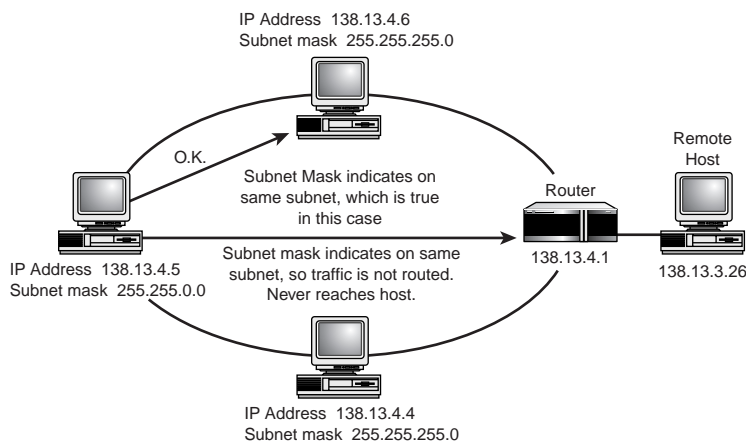 IP Address 138.13.4.6
Subnet mask 255.255.255.0
O.K.
Subnet Mask indicates on
same subnet, which is true
in this case
Remote
Host
Router
138.13.4.1
138.13.3.26
IP Address 138.13.4.5
Subnet mask 255.255.0.0
Subnet mask indicates on same
subnet, so traffic is not routed.
Never reaches host.
IP Address 138.13.4.4
Subnet mask 255.255.255.0